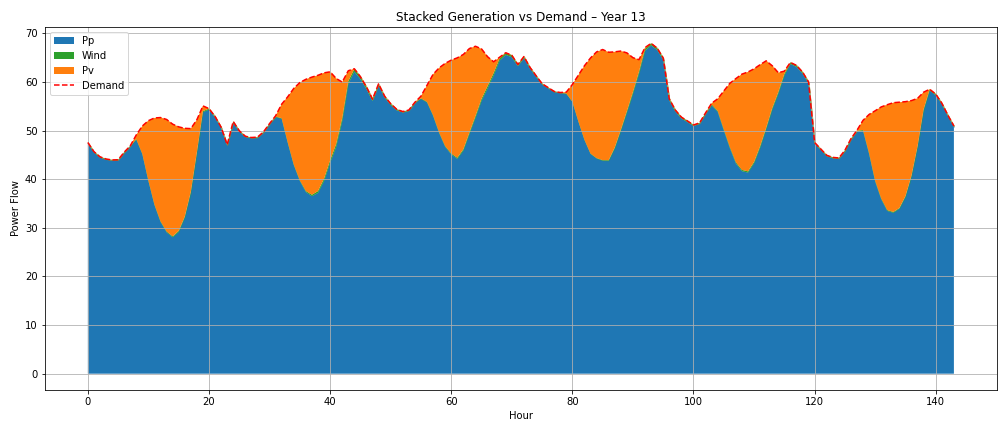 Stacked Generation vs Demand – Year 13
Pp
Wind
Pv
Demand
Power Flow
70
60
50
40
30
20
10
0
0 20 40 60 80 100 120 140
Hour